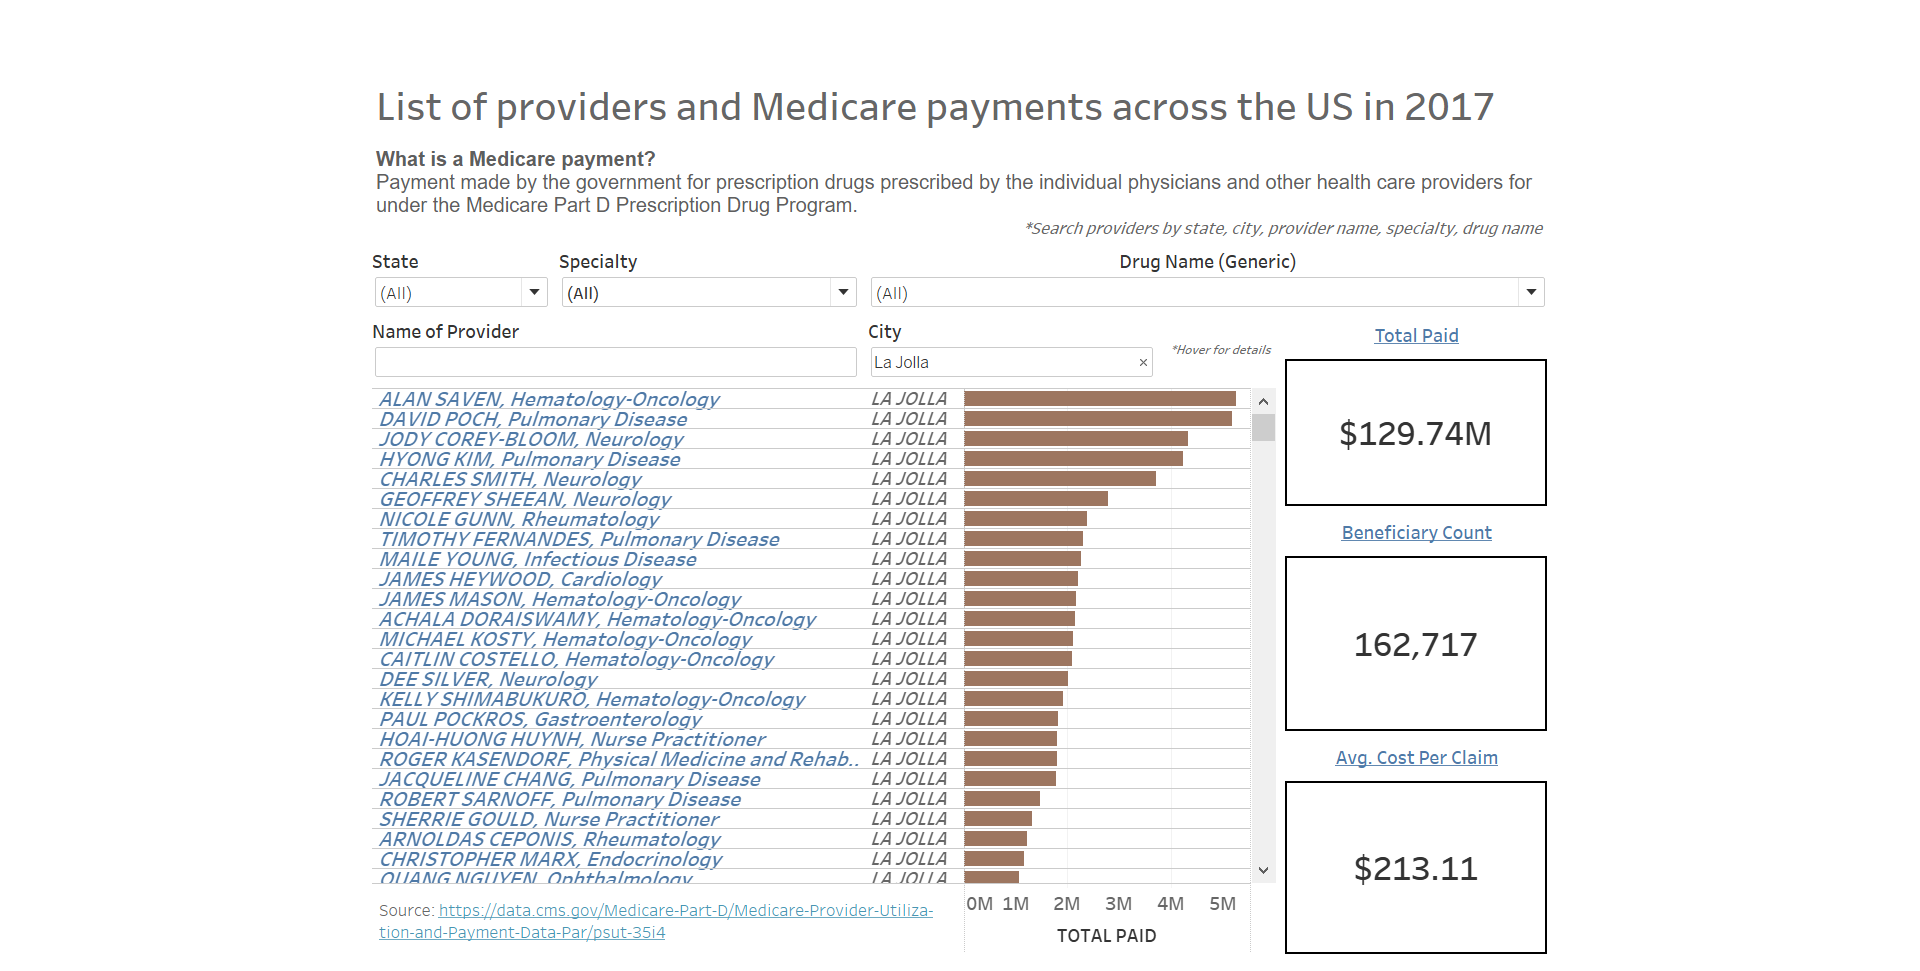 List of providers and Medicare payments across the US in 2017
What is a Medicare payment?
Payment made by the government for prescription drugs prescribed by the individual physicians and other health care providers for
under the Medicare Part D Prescription Drug Program.
*Search providers by state, city, provider name, specialty, drug name
State
Specialty
Drug Name (Generic)
(All)
(All)
(All)
Name of Provider
City
La Jolla
×
*Hover for details
Total Paid
$129.74M
Beneficiary Count
162,717
Avg. Cost Per Claim
$213.11
ALAN SAVEN, Hematology-Oncology LA JOLLA
DAVID POCH, Pulmonary Disease LA JOLLA
JODY COREY-BLOOM, Neurology LA JOLLA
HYONG KIM, Pulmonary Disease LA JOLLA
CHARLES SMITH, Neurology LA JOLLA
GEOFFREY SHEEAN, Neurology LA JOLLA
NICOLE GUNN, Rheumatology LA JOLLA
TIMOTHY FERNANDES, Pulmonary Disease LA JOLLA
MAILE YOUNG, Infectious Disease LA JOLLA
JAMES HEYWOOD, Cardiology LA JOLLA
JAMES MASON, Hematology-Oncology LA JOLLA
ACHALA DORAISWAMY, Hematology-Oncology LA JOLLA
MICHAEL KOSTY, Hematology-Oncology LA JOLLA
CAITLIN COSTELLO, Hematology-Oncology LA JOLLA
DEE SILVER, Neurology LA JOLLA
KELLY SHIMABUKURO, Hematology-Oncology LA JOLLA
PAUL POCKROS, Gastroenterology LA JOLLA
HOAI-HUONG HUYNH, Nurse Practitioner LA JOLLA
ROGER KASENDORF, Physical Medicine and Rehab.. LA JOLLA
JACQUELINE CHANG, Pulmonary Disease LA JOLLA
ROBERT SARNOFF, Pulmonary Disease LA JOLLA
SHERRIE GOULD, Nurse Practitioner LA JOLLA
ARNOLDAS CEPONIS, Rheumatology LA JOLLA
CHRISTOPHER MARX, Endocrinology LA JOLLA
QUANG NGUYEN, Ophthalmology LA JOLLA
0M 1M 2M 3M 4M 5M
TOTAL PAID
Source: https://data.cms.gov/Medicare-Part-D/Medicare-Provider-Utiliza-
tion-and-Payment-Data-Par/psut-35i4